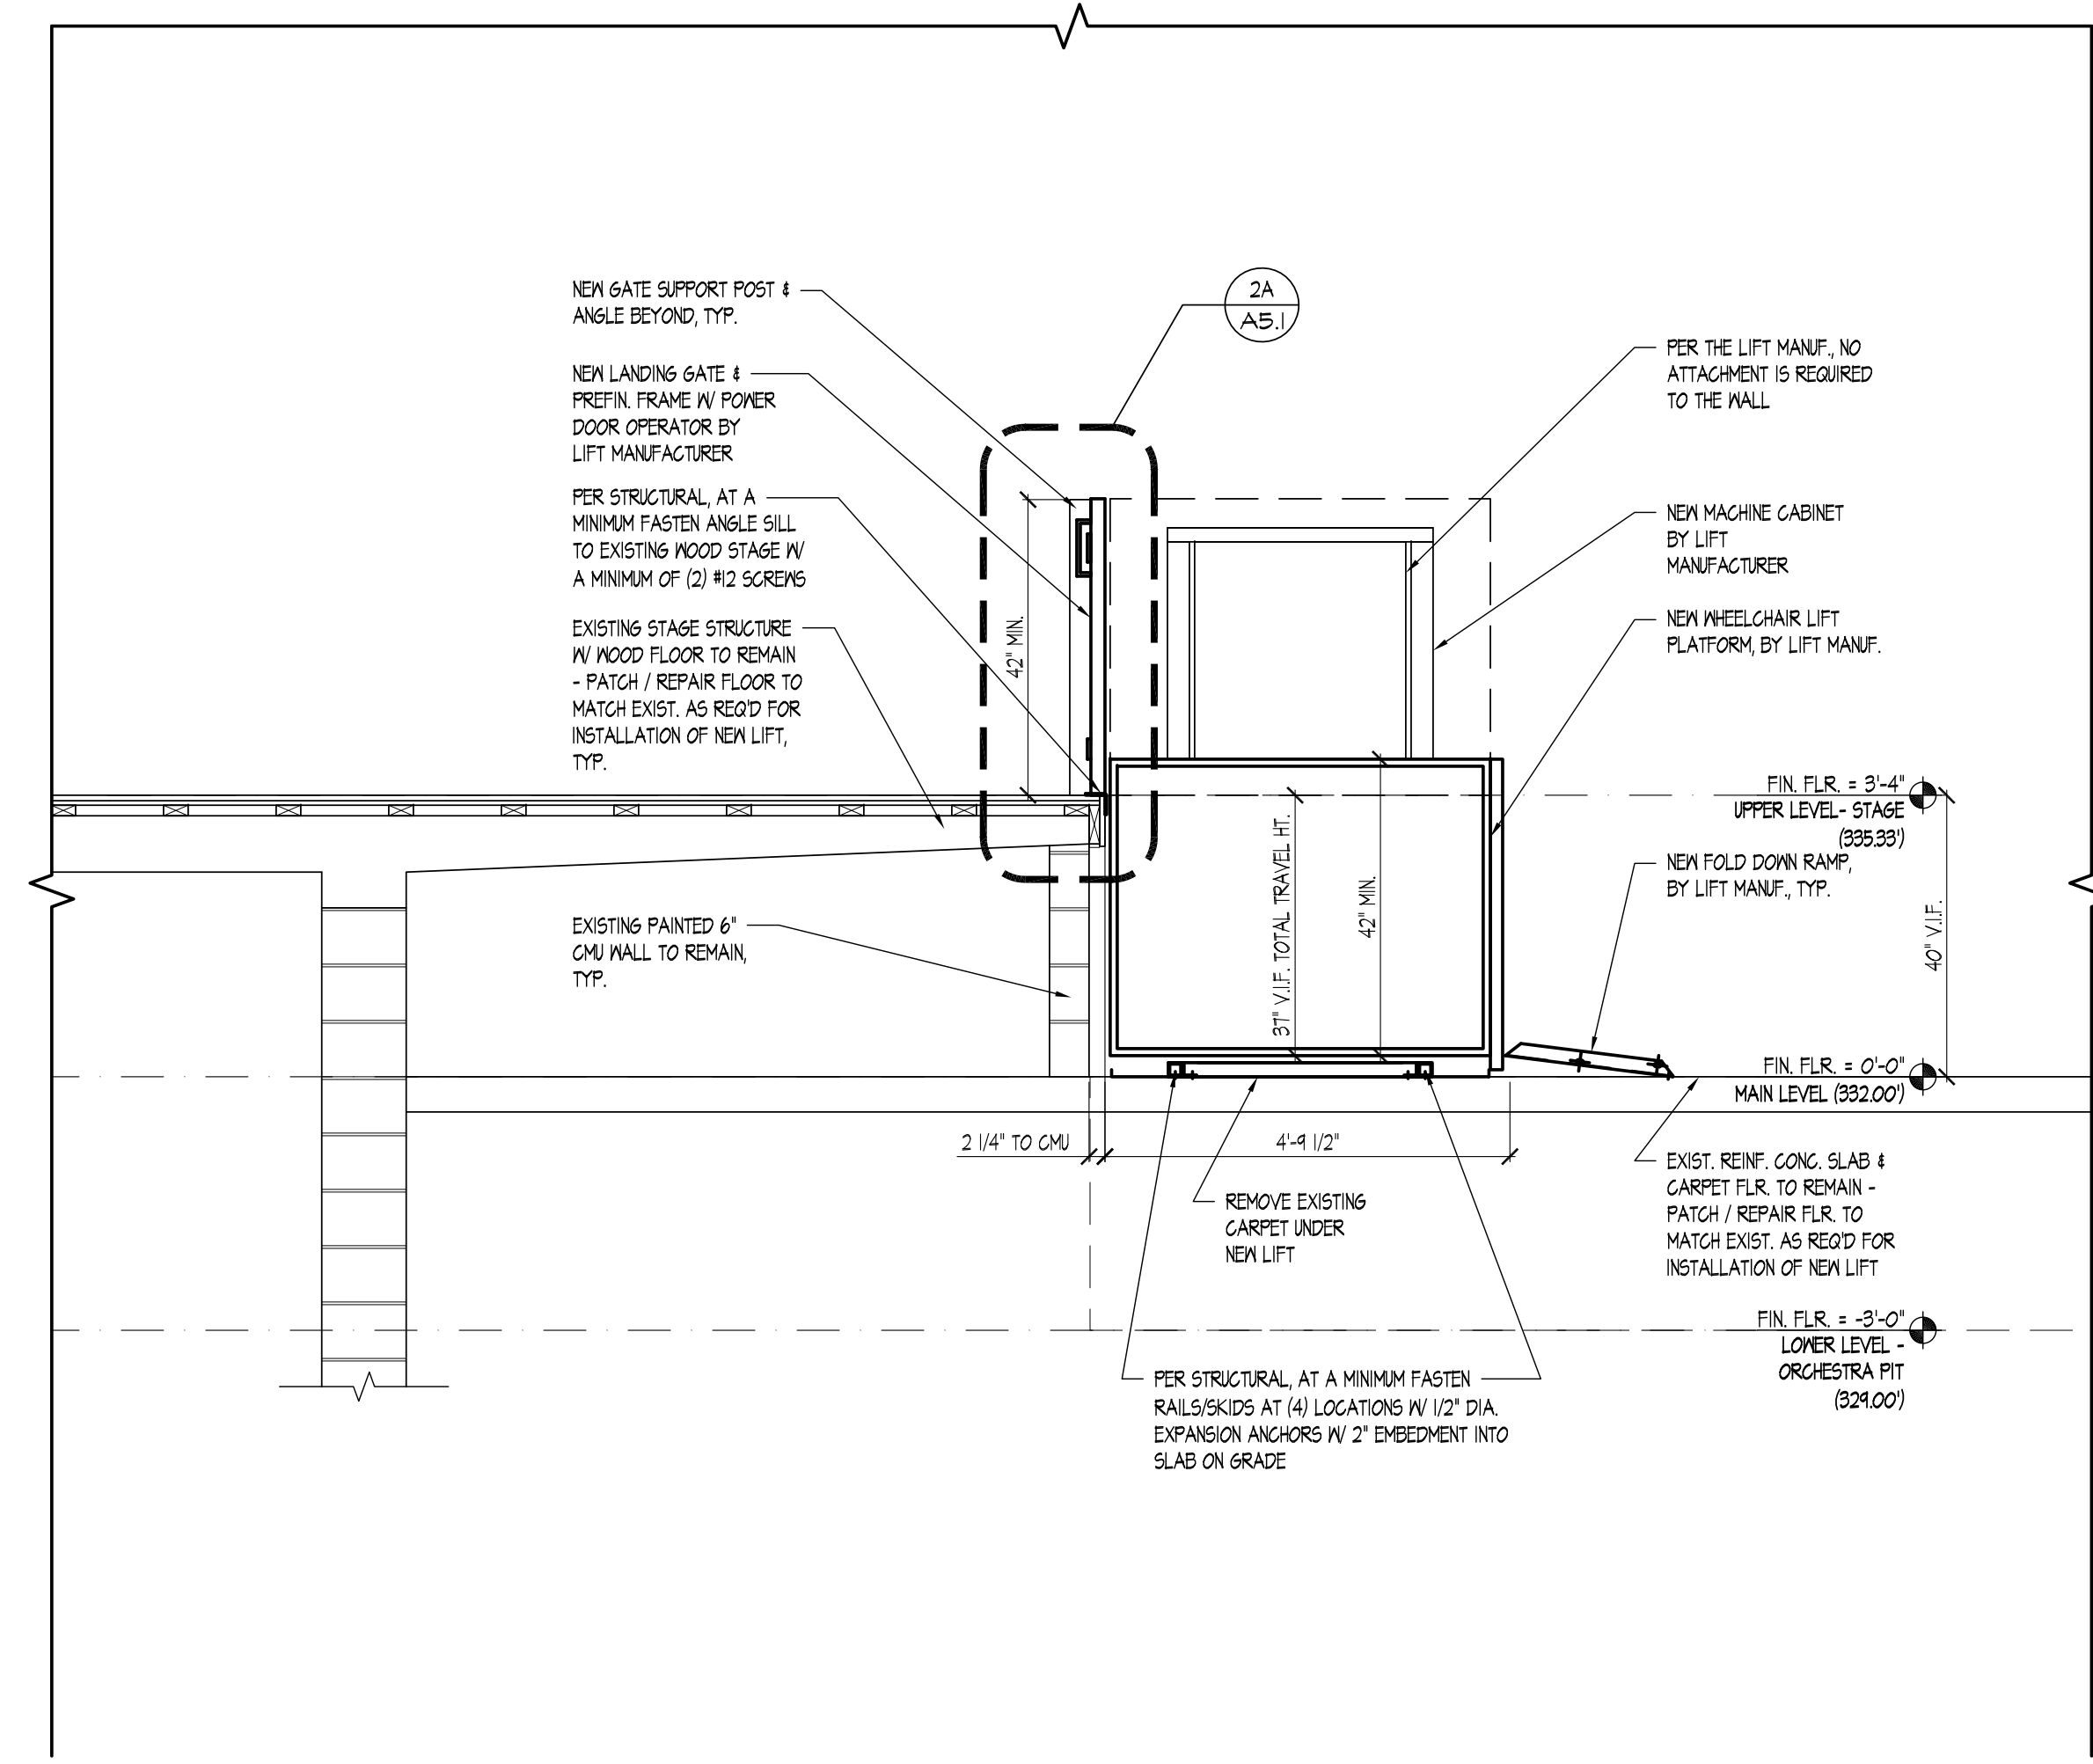 NEW GATE SUPPORT POST &
ANGLE BEYOND, TYP.
NEW LANDING GATE &
PREFIN. FRAME W/ POWER
DOOR OPERATOR BY
LIFT MANUFACTURER
PER STRUCTURAL, AT A
MINIMUM FASTEN ANGLE SILL
TO EXISTING WOOD STAGE W/
A MINIMUM OF (2) #12 SCREWS
EXISTING STAGE STRUCTURE
W/ WOOD FLOOR TO REMAIN
- PATCH / REPAIR FLOOR TO
MATCH EXIST. AS REQ'D FOR
INSTALLATION OF NEW LIFT,
TYP.
EXISTING PAINTED 6"
CMU WALL TO REMAIN,
TYP.
2A
A5.1
42" MIN.
37" V.I.F. TOTAL TRAVEL HT.
42" MIN.
PER THE LIFT MANUF., NO
ATTACHMENT IS REQUIRED
TO THE WALL
NEW MACHINE CABINET
BY LIFT
MANUFACTURER
NEW WHEELCHAIR LIFT
PLATFORM, BY LIFT MANUF.
FIN. FLR. = 3'-4"
UPPER LEVEL- STAGE
(335.33')
NEW FOLD DOWN RAMP,
BY LIFT MANUF., TYP.
40" V.I.F.
FIN. FLR. = 0'-0"
MAIN LEVEL (332.00')
2 1/4" TO CMU
4'-9 1/2"
REMOVE EXISTING
CARPET UNDER
NEW LIFT
EXIST. REINF. CONC. SLAB &
CARPET FLR. TO REMAIN -
PATCH / REPAIR FLR. TO
MATCH EXIST. AS REQ'D FOR
INSTALLATION OF NEW LIFT
FIN. FLR. = -3'-0"
LOWER LEVEL -
ORCHESTRA PIT
(329.00')
PER STRUCTURAL, AT A MINIMUM FASTEN
RAILS/SKIDS AT (4) LOCATIONS W/ 1/2" DIA.
EXPANSION ANCHORS W/ 2" EMBEDMENT INTO
SLAB ON GRADE